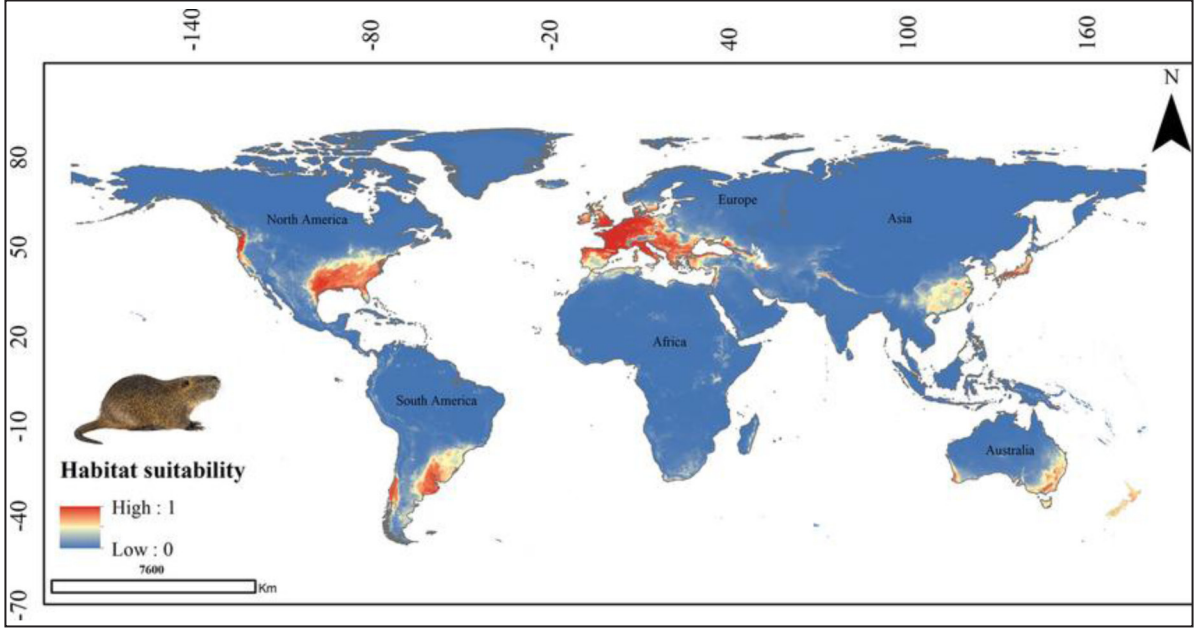 -140
-80
-20
40
100
160
N
80
50
20
-10
-40
-70
North America
Europe
Asia
Africa
South America
Australia
Habitat suitability
High : 1
Low : 0
7600
Km